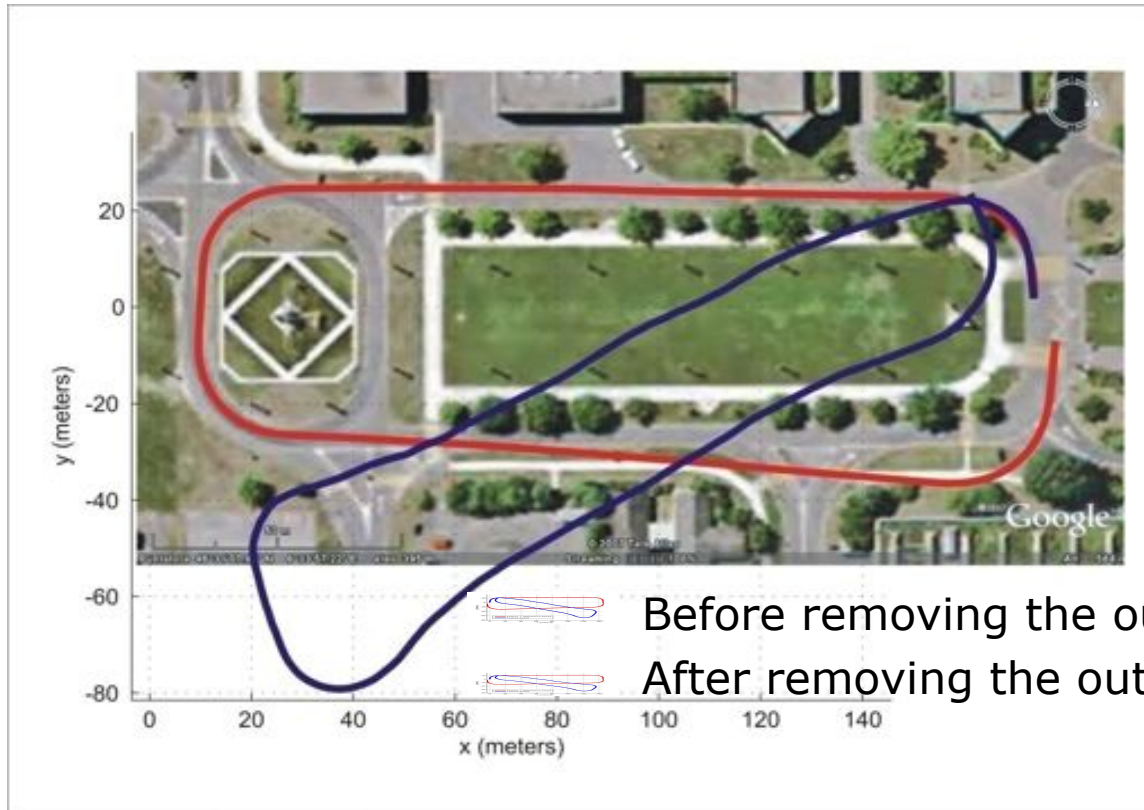 20
0
-20
-40
-60
-80
y (meters)
Google
Before removing the ou
After removing the out
0 20 40 60 80 100 120 140
x (meters)